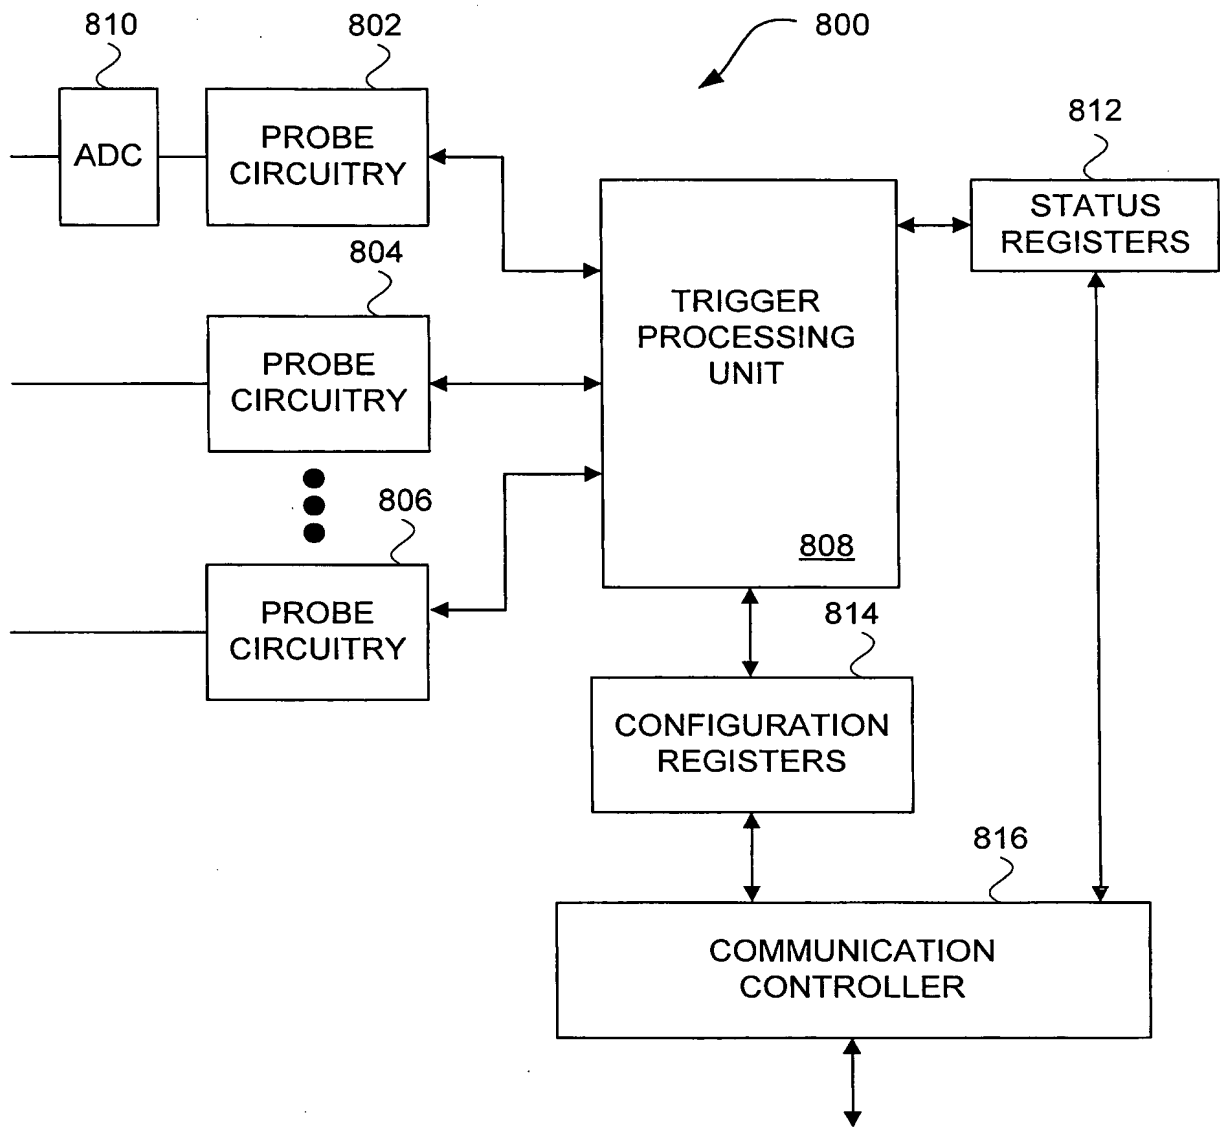 810
802
800
ADC
PROBE
CIRCUITRY
812
STATUS
REGISTERS
804
PROBE
CIRCUITRY
TRIGGER
PROCESSING
UNIT
808
806
PROBE
CIRCUITRY
814
CONFIGURATION
REGISTERS
816
COMMUNICATION
CONTROLLER